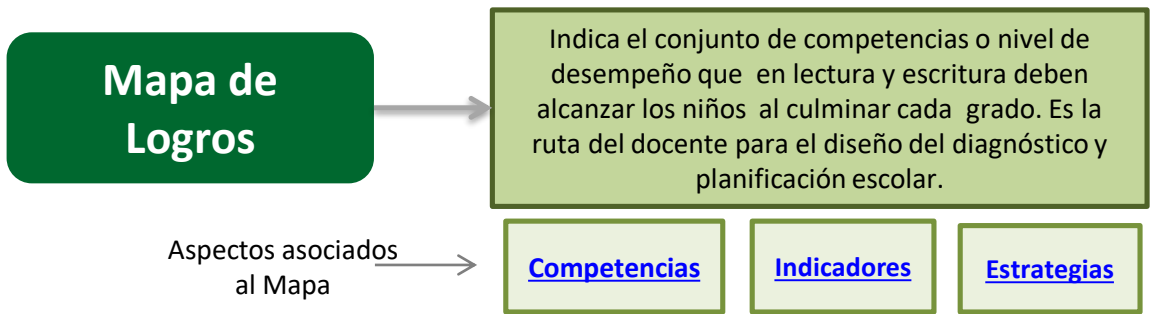 Mapa de
Logros
Indica el conjunto de competencias o nivel de
desempeño que en lectura y escritura deben
alcanzar los niños al culminar cada grado. Es la
ruta del docente para el diseño del diagnóstico y
planificación escolar.
Aspectos asociados
al Mapa
Competencias
Indicadores
Estrategias